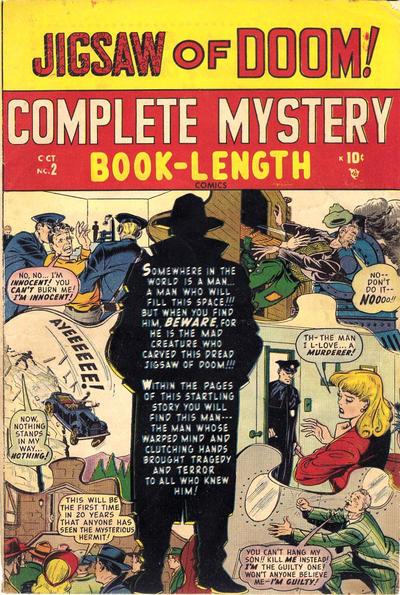 JIGSAW OF DOOM!
COMPLETE MYSTERY
OCT.
NO. 2
BOOK-LENGTH
K 10¢
COMICS
NO, NO... I'M
INNOCENT! YOU
CAN'T BURN ME!
I'M INNOCENT!
SOMEWHERE IN THE
WORLD IS A MAN...
A MAN WHO WILL
FILL THIS SPACE!!!
BUT WHEN YOU FIND
HIM, BEWARE, FOR
HE IS THE MAD
CREATURE WHO
CARVED THIS DREAD
JIGSAW OF DOOM!!!
WITHIN THE PAGES
OF THIS STARTLING
STORY YOU WILL
FIND THIS MAN---
THE MAN WHOSE
WARPED MIND AND
CLUTCHING HANDS
BROUGHT TRAGEDY
AND TERROR
TO ALL WHO KNEW
HIM!
NO--
DON'T
DO IT--
NOOO!!
AYEEEEEE!
TH-THE MAN
I L-LOVE... A
MURDERER!
NOW,
NOTHING
STANDS
IN MY
WAY...
NOTHING!
THIS WILL BE
THE FIRST TIME
IN 20 YEARS
THAT ANYONE HAS
SEEN THE MYSTERIOUS
HERMIT!
YOU CAN'T HANG MY
SON!! KILL ME INSTEAD!
I'M THE GUILTY ONE!
WON'T ANYONE BELIEVE
ME--I'M GUILTY!